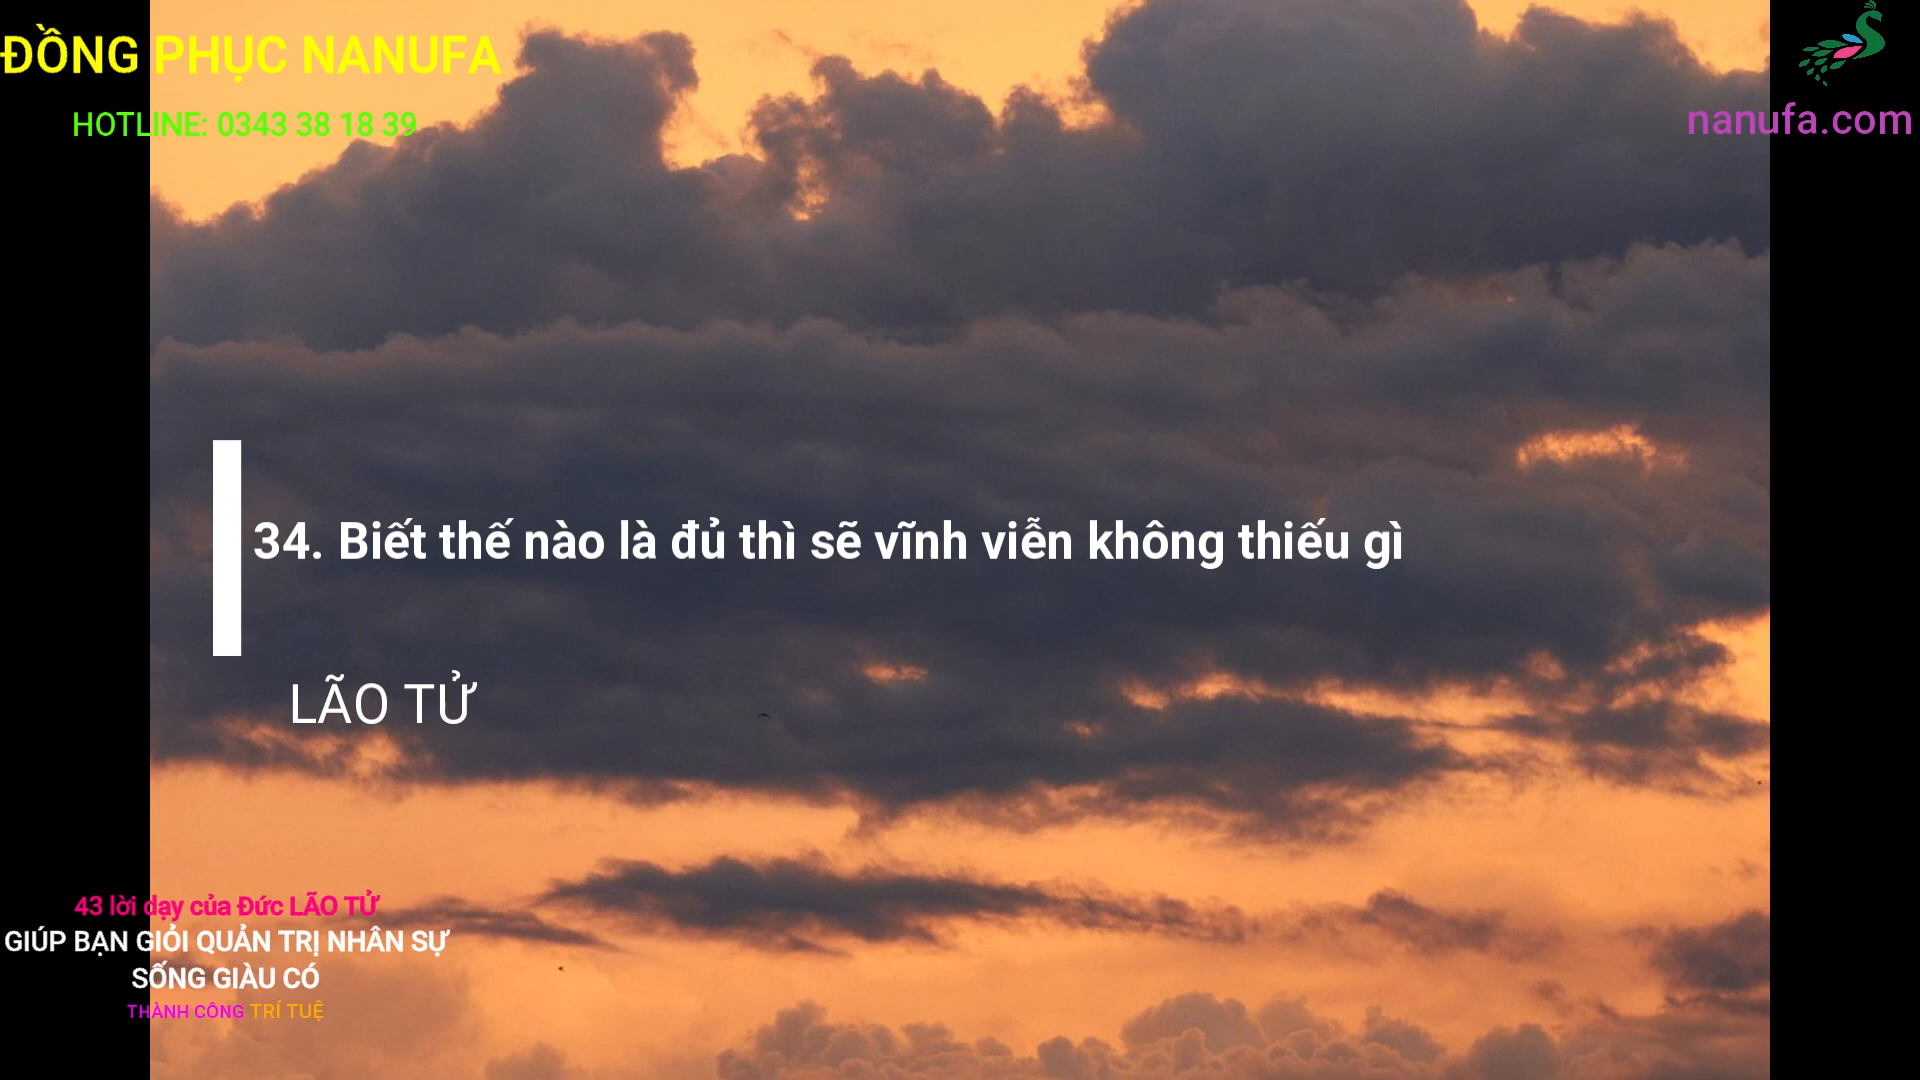 ĐỒNG PHỤC NANUFA
HOTLINE: 0343 38 18 39
nanufa.com
34. Biết thế nào là đủ thì sẽ vĩnh viễn không thiếu gì
LÃO TỬ
43 lời dạy của Đức LÃO TỬ
GIÚP BẠN GIỎI QUẢN TRỊ NHÂN SỰ
SỐNG GIÀU CÓ
THÀNH CÔNG TRÍ TUỆ